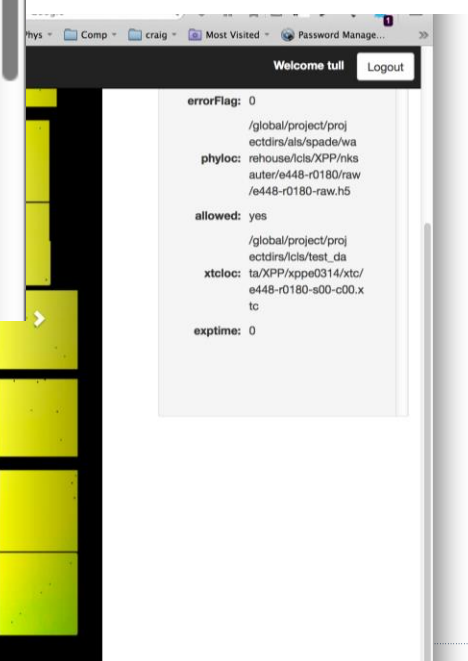 hys
Comp
craig
Most Visited
Password Manage...
1
Welcome tull
Logout
errorFlag: 0
/global/project/proj
ectdirs/als/spade/wa
phyloc: rehouse/lcls/XPP/nks
auter/e448-r0180/raw
/e448-r0180-raw.h5
allowed: yes
/global/project/proj
ectdirs/lcls/test_da
xtcloc: ta/XPP/xppe0314/xtc/
e448-r0180-s00-c00.x
tc
exptime: 0